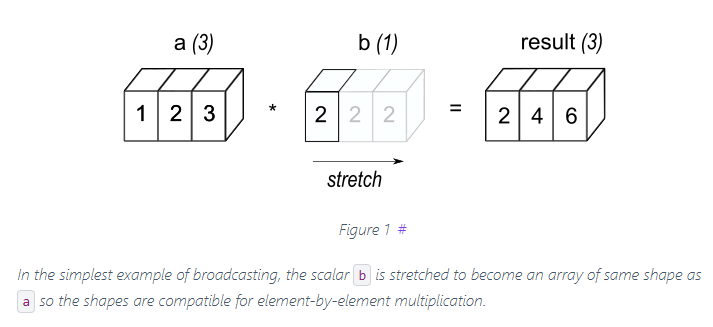 a (3) b (1) result (3)
1 2 3 * 2 2 2 = 2 4 6
stretch
Figure 1 #
In the simplest example of broadcasting, the scalar b is stretched to become an array of same shape as
a so the shapes are compatible for element-by-element multiplication.